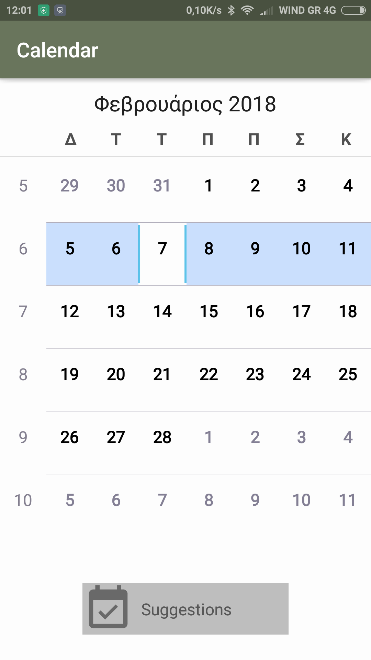 12:01 0,10K/s WIND GR 4G
Calendar
Φεβρουάριος 2018
Δ Τ Τ Π Π Σ Κ
5 29 30 31 1 2 3 4
6 5 6 7 8 9 10 11
7 12 13 14 15 16 17 18
8 19 20 21 22 23 24 25
9 26 27 28 1 2 3 4
10 5 6 7 8 9 10 11
Suggestions